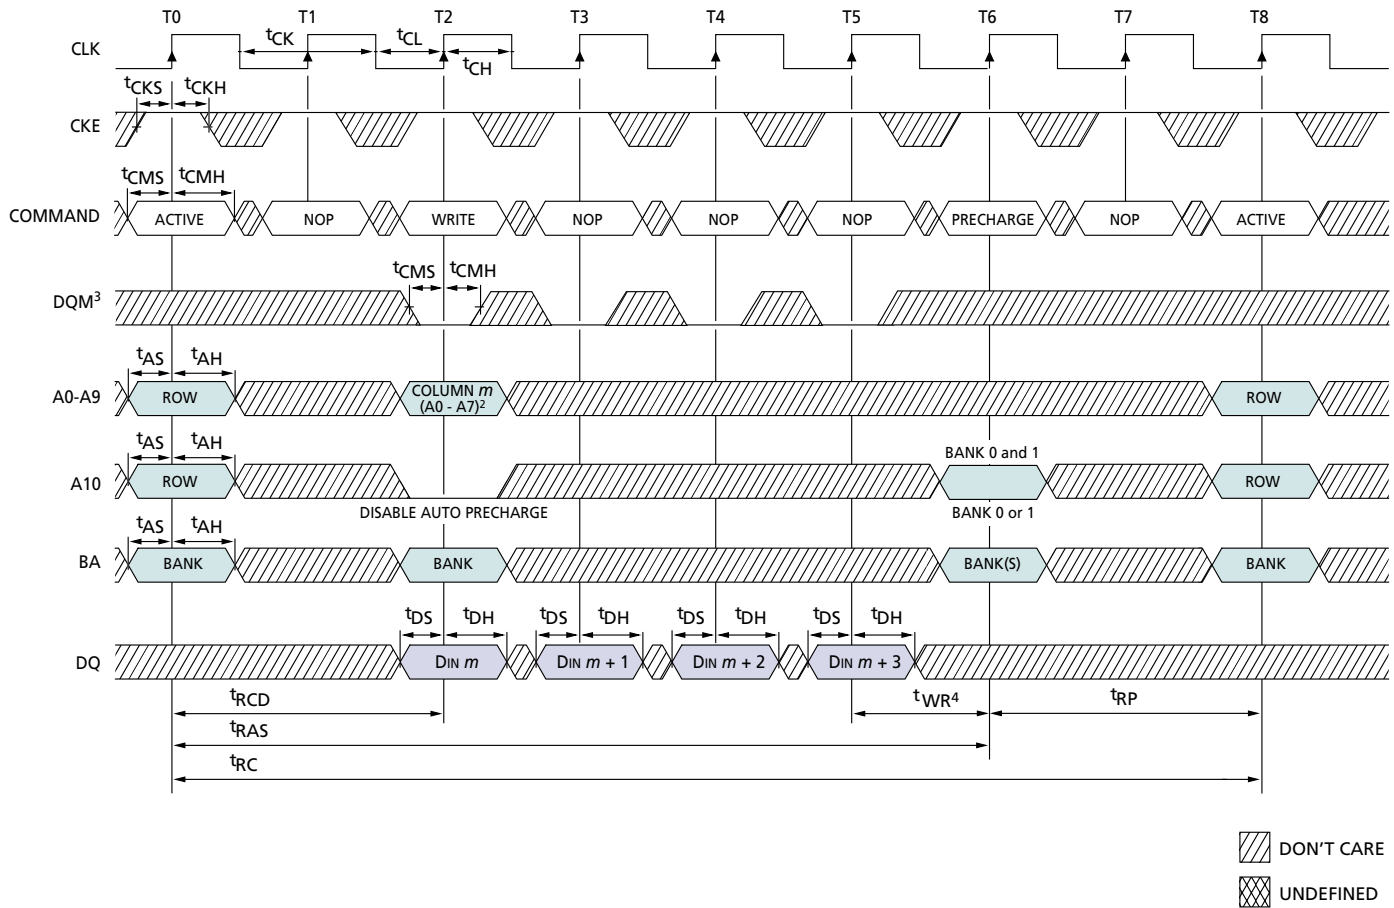 T0 T1 T2 T3 T4 T5 T6 T7 T8
CLK
tCK tCL
tCH
tCKS tCKH
CKE
tCMS tCMH
COMMAND ACTIVE NOP WRITE NOP NOP NOP PRECHARGE NOP ACTIVE
tCMS tCMH
DQM3
tAS tAH
A0-A9 ROW COLUMN m ROW
(A0 - A7)2
tAS tAH
BANK 0 and 1
A10 ROW ROW
DISABLE AUTO PRECHARGE BANK 0 or 1
tAS tAH
BA BANK BANK BANK(S) BANK
tDS tDH tDS tDH tDS tDH tDS tDH
DQ DIN m DIN m + 1 DIN m + 2 DIN m + 3
tRCD tWR4 tRP
tRAS
tRC
DON'T CARE
UNDEFINED